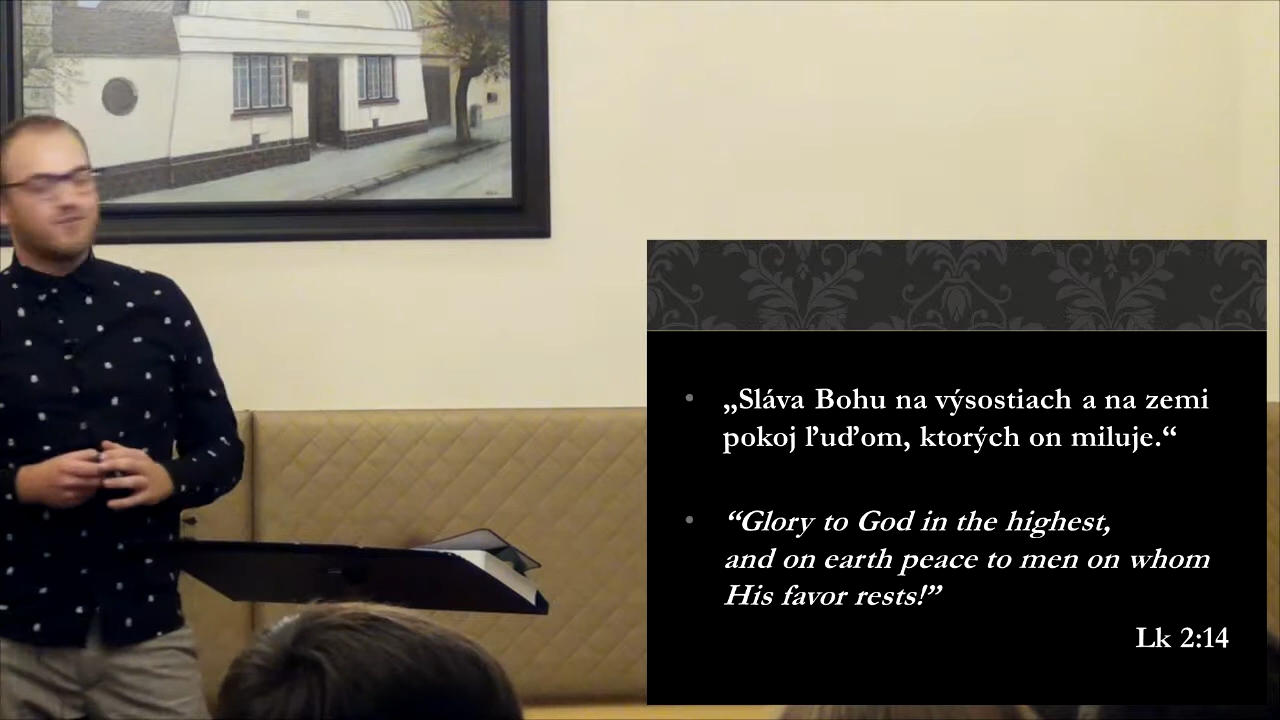 „Sláva Bohu na výsostiach a na zemi
pokoj ľuďom, ktorých on miluje.“
“Glory to God in the highest,
and on earth peace to men on whom
His favor rests!”
Lk 2:14